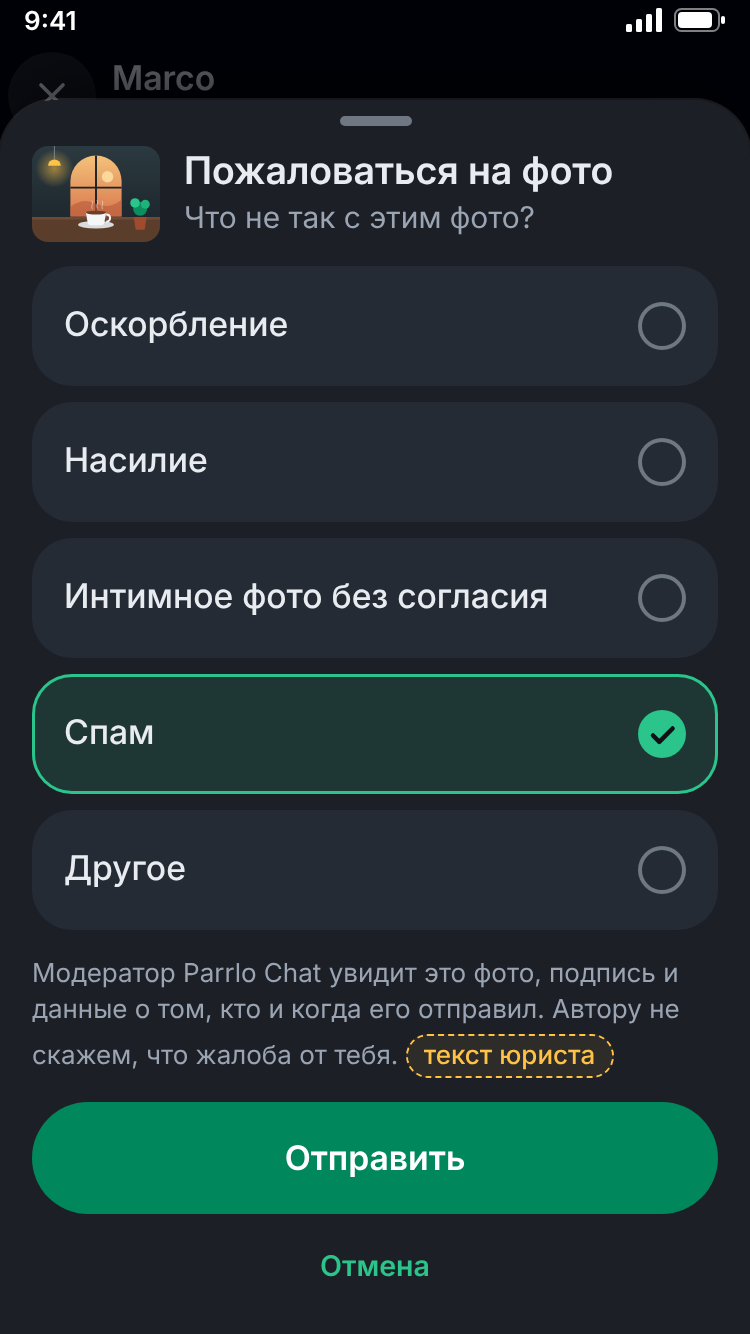 9:41
Marco
Пожаловаться на фото
Что не так с этим фото?
Оскорбление
Насилие
Интимное фото без согласия
Спам
Другое
Модератор Parrlo Chat увидит это фото, подпись и
данные о том, кто и когда его отправил. Автору не
скажем, что жалоба от тебя. текст юриста
Отправить
Отмена